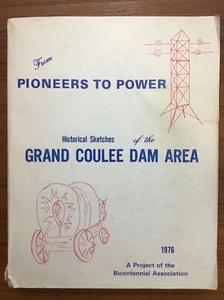 From
PIONEERS TO POWER
Historical Sketches of the
GRAND COULEE DAM AREA
1976
A Project of the
Bicentennial Association